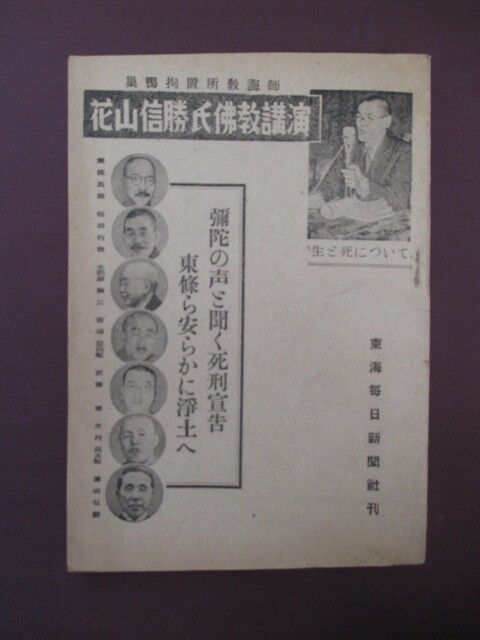 巣鴨拘置所教誨師
花山信勝氏佛教講演
"生と死について。
彌陀の声と聞く死刑宣告
東條ら安らかに淨土へ
東海毎日新聞社刊